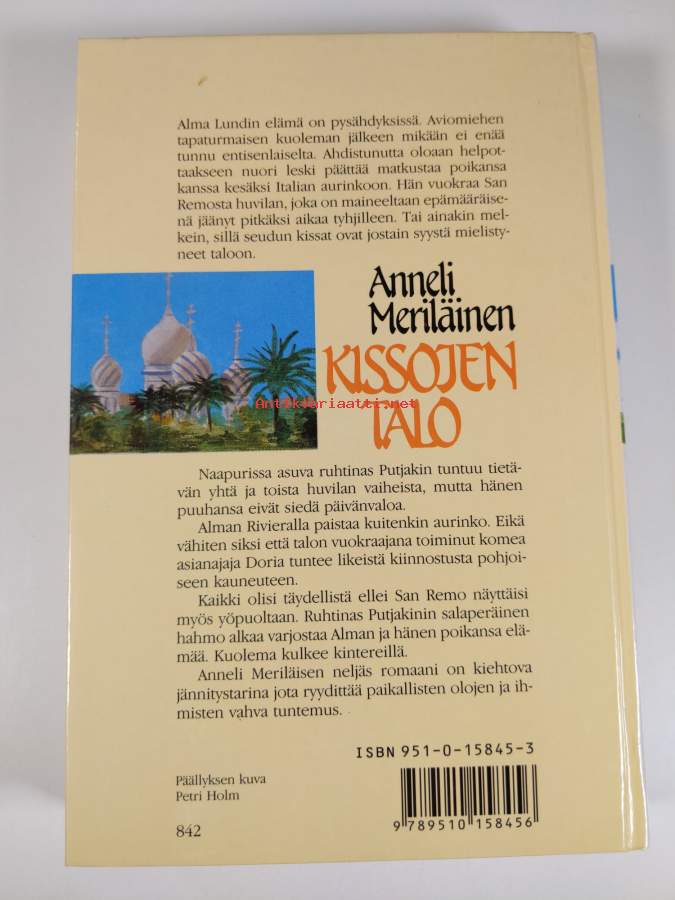 Alma Lundin elämä on pysähdyksissä. Aviomiehen
tapaturmaisen kuoleman jälkeen mikään ei enää
tunnu entisenlaiselta. Ahdistunutta oloaan helpot-
taakseen nuori leski päättää matkustaa poikansa
kanssa kesäksi Italian aurinkoon. Hän vuokraa San
Remosta huvilan, joka on maineeltaan epämääräise-
nä jäänyt pitkäksi aikaa tyhjilleen. Tai ainakin mel-
kein, sillä seudun kissat ovat jostain syystä mielisty-
neet taloon.
Anneli
Meriläinen
KISSOJEN
TALO
Antikvariaatti.net
Naapurissa asuva ruhtinas Putjakin tuntuu tietä-
vän yhtä ja toista huvilan vaiheista, mutta hänen
puuhansa eivät siedä päivänvaloa.
Alman Rivieralla paistaa kuitenkin aurinko. Eikä
vähiten siksi että talon vuokraajana toiminut komea
asianajaja Doria tuntee likeistä kiinnostusta pohjoi-
seen kauneuteen.
Kaikki olisi täydellistä ellei San Remo näyttäisi
myös yöpuoltaan. Ruhtinas Putjakinin salaperäinen
hahmo alkaa varjostaa Alman ja hänen poikansa elä-
mää. Kuolema kulkee kintereillä.
Anneli Meriläisen neljäs romaani on kiehtova
jännitystarina jota ryydittää paikallisten olojen ja ih-
misten vahva tuntemus.
ISBN 951-0-15845-3
Päällyksen kuva
Petri Holm
842
9 789510 158456